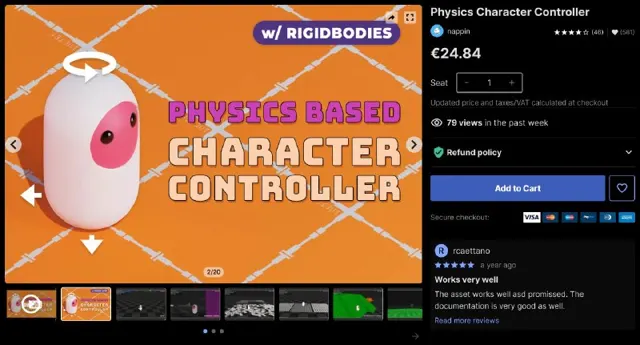 w/ RIGIDBODIES
PHYSICS BASED
CHARACTER
CONTROLLER
2/20
Physics Character Controller
nappin
(46)
(561)
€24.84
Seat
- 1 +
Updated price and taxes/VAT calculated at checkout
79 views in the past week
Refund policy
Add to Cart
Secure checkout:
VISA
R
rcaettano
a year ago
Works very well
The asset works well asd promissed. The
documentation is very good as well.
Read more reviews